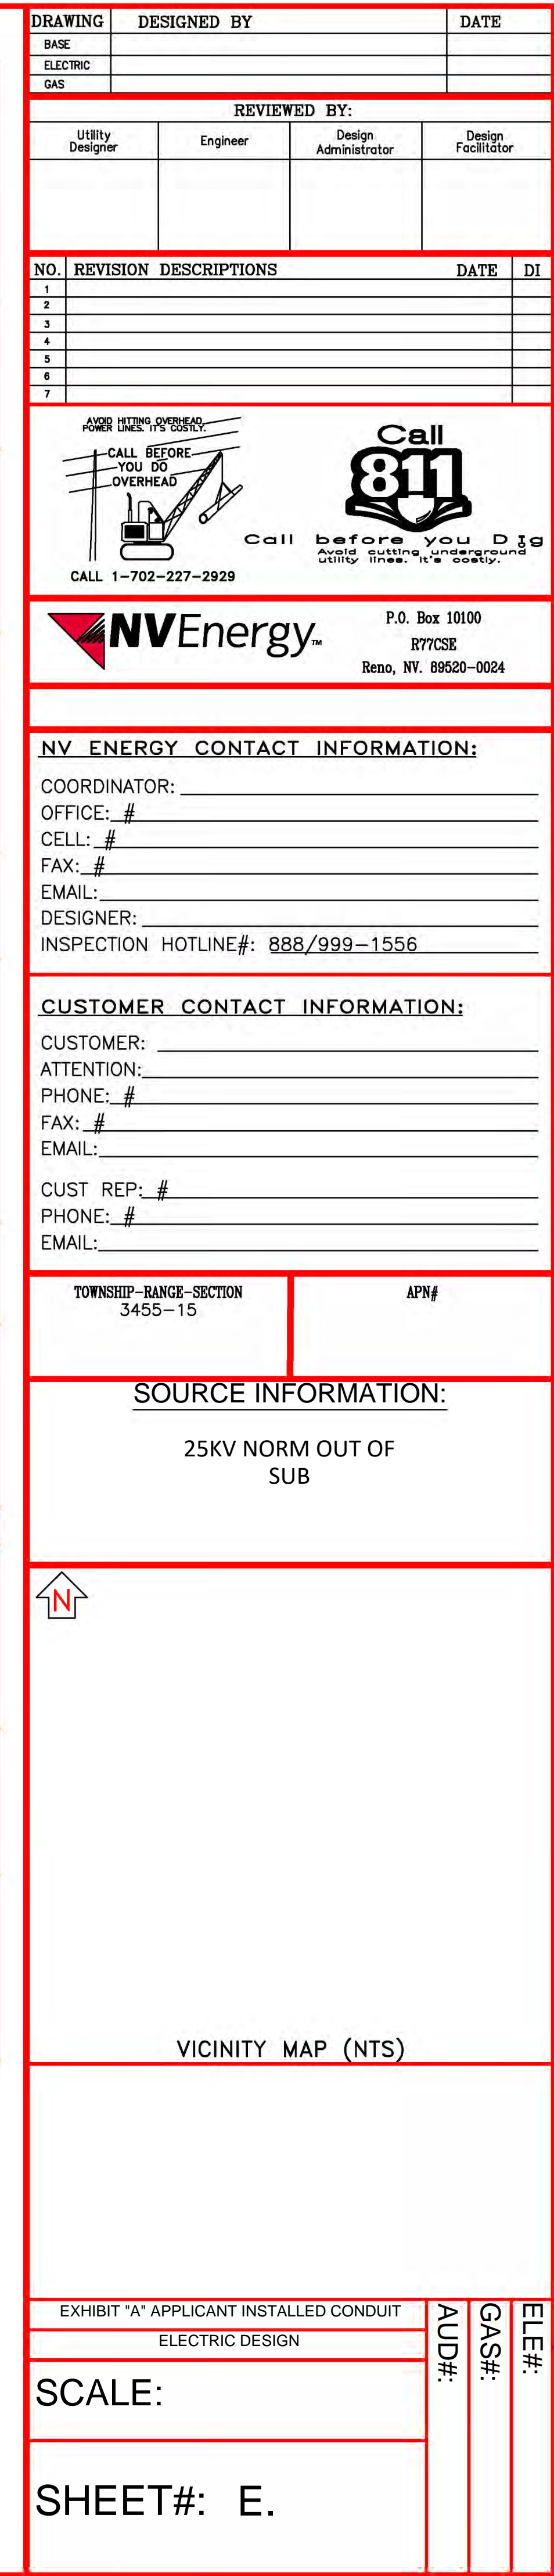 DRAWING DESIGNED BY DATE
BASE
ELECTRIC
GAS
REVIEWED BY:
Utility Designer Engineer Design Administrator Design Facilitator
NO. REVISION DESCRIPTIONS DATE DI
1
2
3
4
5
6
7
AVOID HITTING OVERHEAD
POWER LINES. IT'S COSTLY.
CALL BEFORE
YOU DO
OVERHEAD
CALL 1-702-227-2929
Call
811
Call before you Dig
Avoid cutting underground
utility lines. It's costly.
NVEnergy™
P.O. Box 10100
R77CSE
Reno, NV. 89520-0024
NV ENERGY CONTACT INFORMATION:
COORDINATOR:
OFFICE: #
CELL: #
FAX: #
EMAIL:
DESIGNER:
INSPECTION HOTLINE#: 888/999-1556
CUSTOMER CONTACT INFORMATION:
CUSTOMER:
ATTENTION:
PHONE: #
FAX: #
EMAIL:
CUST REP: #
PHONE: #
EMAIL:
TOWNSHIP-RANGE-SECTION
3455-15
APN#
SOURCE INFORMATION:
25KV NORM OUT OF
SUB
N
VICINITY MAP (NTS)
EXHIBIT "A" APPLICANT INSTALLED CONDUIT
ELECTRIC DESIGN
SCALE:
SHEET#: E.
AUD#:
GAS#:
ELE#: